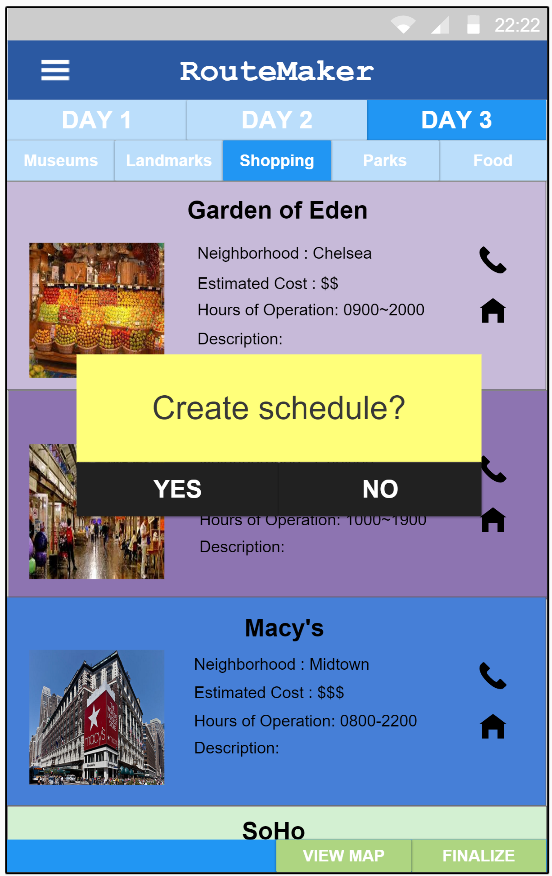 22:22
RouteMaker
DAY 1 DAY 2 DAY 3
Museums Landmarks Shopping Parks Food
Garden of Eden
Neighborhood : Chelsea
Estimated Cost : $$
Hours of Operation: 0900~2000
Description:
Create schedule?
YES NO
Hours of Operation: 1000~1900
Description:
Macy's
Neighborhood : Midtown
Estimated Cost : $$$
Hours of Operation: 0800-2200
Description:
macy's
SoHo
VIEW MAP FINALIZE